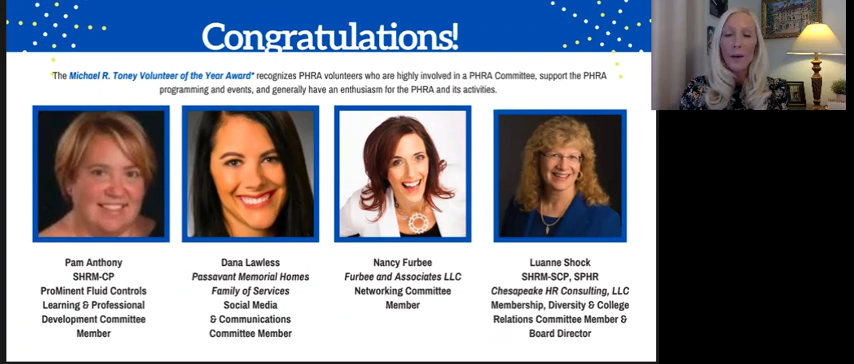 Congratulations!
The Michael R. Toney Volunteer of the Year Award* recognizes PHRA volunteers who are highly involved in a PHRA Committee, support the PHRA
programming and events, and generally have an enthusiasm for the PHRA and its activities.
Pam Anthony
SHRM-CP
ProMinent Fluid Controls
Learning & Professional
Development Committee
Member
Dana Lawless
Passavant Memorial Homes
Family of Services
Social Media
& Communications
Committee Member
Nancy Furbee
Furbee and Associates LLC
Networking Committee
Member
Luanne Shock
SHRM-SCP, SPHR
Chesapeake HR Consulting, LLC
Membership, Diversity & College
Relations Committee Member &
Board Director